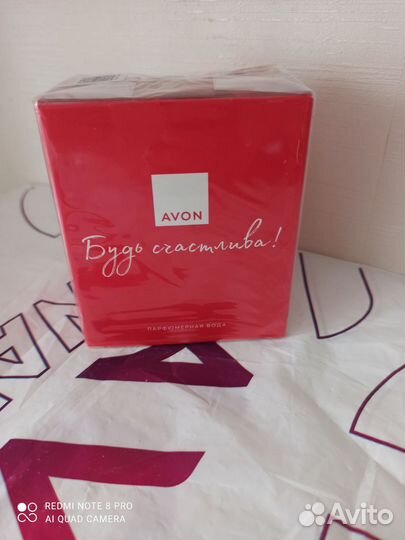 AVON
Будь счастлива!
ПАРФЮМЕРНАЯ ВОДА
REDMI NOTE 8 PRO
AI QUAD CAMERA
Avito